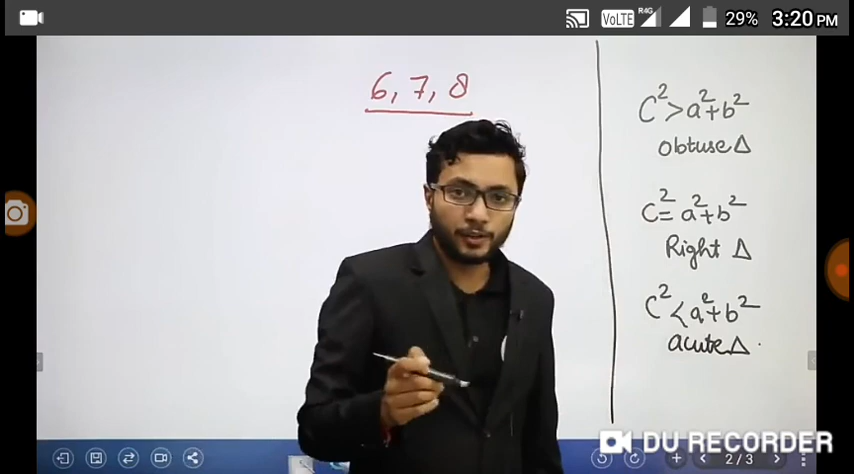 VoLTE R4G 29% 3:20 PM
6, 7, 8
C²>a²+b²
obtuse Δ
C²=a²+b²
Right Δ
C²<a²+b²
acute Δ
DU RECORDER
2/3